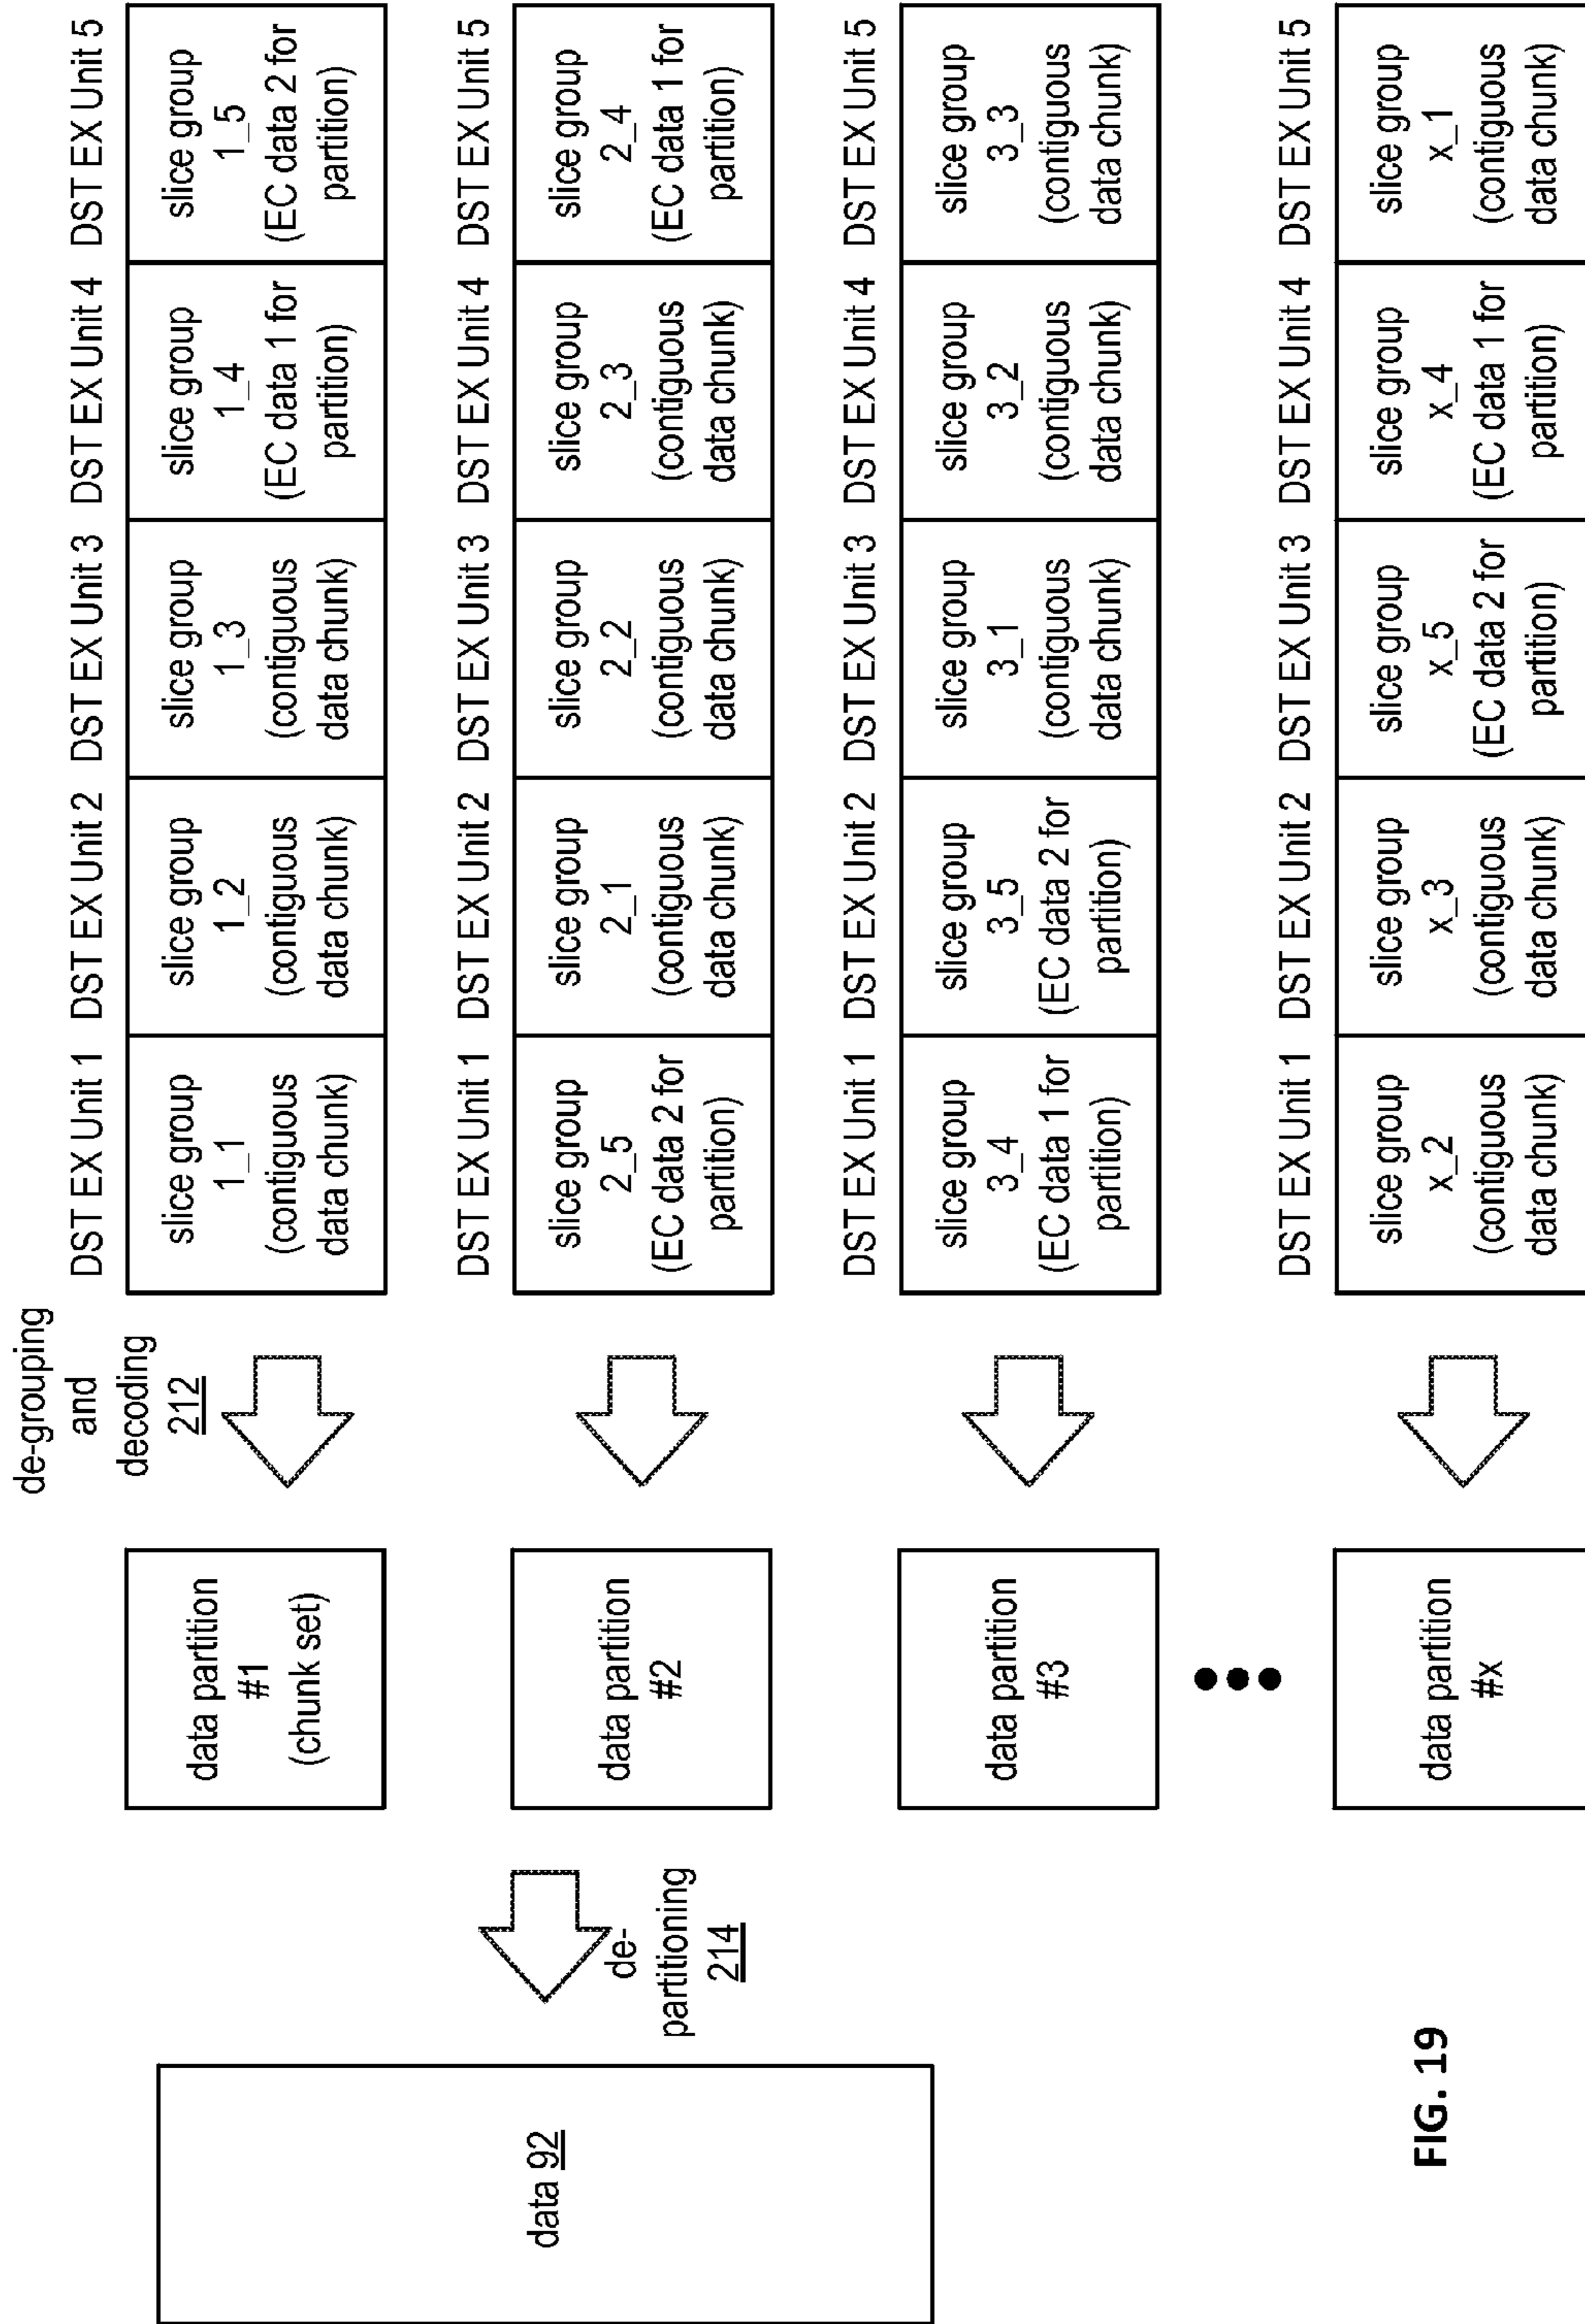 de-grouping
and
decoding
212
DST EX Unit 1 DST EX Unit 2 DST EX Unit 3 DST EX Unit 4 DST EX Unit 5
data partition
#1
(chunk set)
slice group
1_1
(contiguous
data chunk)
slice group
1_2
(contiguous
data chunk)
slice group
1_3
(contiguous
data chunk)
slice group
1_4
(EC data 1 for
partition)
slice group
1_5
(EC data 2 for
partition)
data 92
de-
partitioning
214
DST EX Unit 1 DST EX Unit 2 DST EX Unit 3 DST EX Unit 4 DST EX Unit 5
data partition
#2
slice group
2_5
(EC data 2 for
partition)
slice group
2_1
(contiguous
data chunk)
slice group
2_2
(contiguous
data chunk)
slice group
2_3
(contiguous
data chunk)
slice group
2_4
(EC data 1 for
partition)
DST EX Unit 1 DST EX Unit 2 DST EX Unit 3 DST EX Unit 4 DST EX Unit 5
data partition
#3
slice group
3_4
(EC data 1 for
partition)
slice group
3_5
(EC data 2 for
partition)
slice group
3_1
(contiguous
data chunk)
slice group
3_2
(contiguous
data chunk)
slice group
3_3
(contiguous
data chunk)
DST EX Unit 1 DST EX Unit 2 DST EX Unit 3 DST EX Unit 4 DST EX Unit 5
data partition
#x
slice group
x_2
(contiguous
data chunk)
slice group
x_3
(contiguous
data chunk)
slice group
x_5
(EC data 2 for
partition)
slice group
x_4
(EC data 1 for
partition)
slice group
x_1
(contiguous
data chunk)
FIG. 19